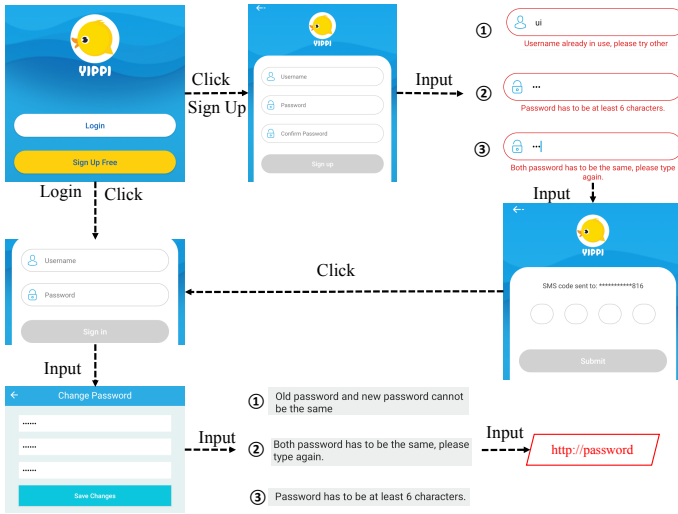 YIPPI
Login
Sign Up Free
Click
Sign Up
YIPPI
Username
Password
Confirm Password
Sign up
Input
①
ui
Username already in use, please try other
②
•••
Password has to be at least 6 characters.
③
•••
Both password has to be the same, please type
again.
Login Click
Input
Username
Password
Sign in
Click
YIPPI
SMS code sent to: ***********816
Submit
Input
Change Password
••••••
••••••
••••••
Save Changes
Input
①
Old password and new password cannot
be the same
②
Both password has to be the same, please
type again.
③
Password has to be at least 6 characters.
Input
http://password